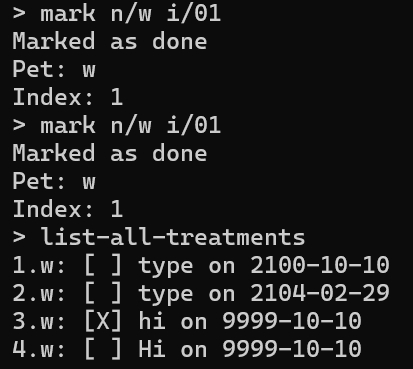 > mark n/w i/01
Marked as done
Pet: w
Index: 1
> mark n/w i/01
Marked as done
Pet: w
Index: 1
> list-all-treatments
1.w: [ ] type on 2100-10-10
2.w: [ ] type on 2104-02-29
3.w: [X] hi on 9999-10-10
4.w: [ ] Hi on 9999-10-10